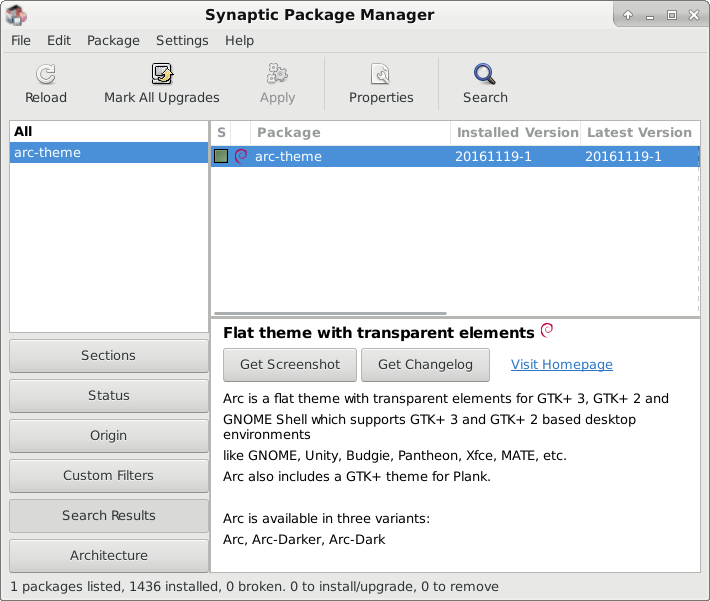 Synaptic Package Manager
File Edit Package Settings Help
Reload Mark All Upgrades Apply Properties Search
All
arc-theme
S Package Installed Version Latest Version
arc-theme 20161119-1 20161119-1
Sections
Status
Origin
Custom Filters
Search Results
Architecture
Flat theme with transparent elements
Get Screenshot Get Changelog Visit Homepage
Arc is a flat theme with transparent elements for GTK+ 3, GTK+ 2 and
GNOME Shell which supports GTK+ 3 and GTK+ 2 based desktop
environments
like GNOME, Unity, Budgie, Pantheon, Xfce, MATE, etc.
Arc also includes a GTK+ theme for Plank.
Arc is available in three variants:
Arc, Arc-Darker, Arc-Dark
1 packages listed, 1436 installed, 0 broken. 0 to install/upgrade, 0 to remove